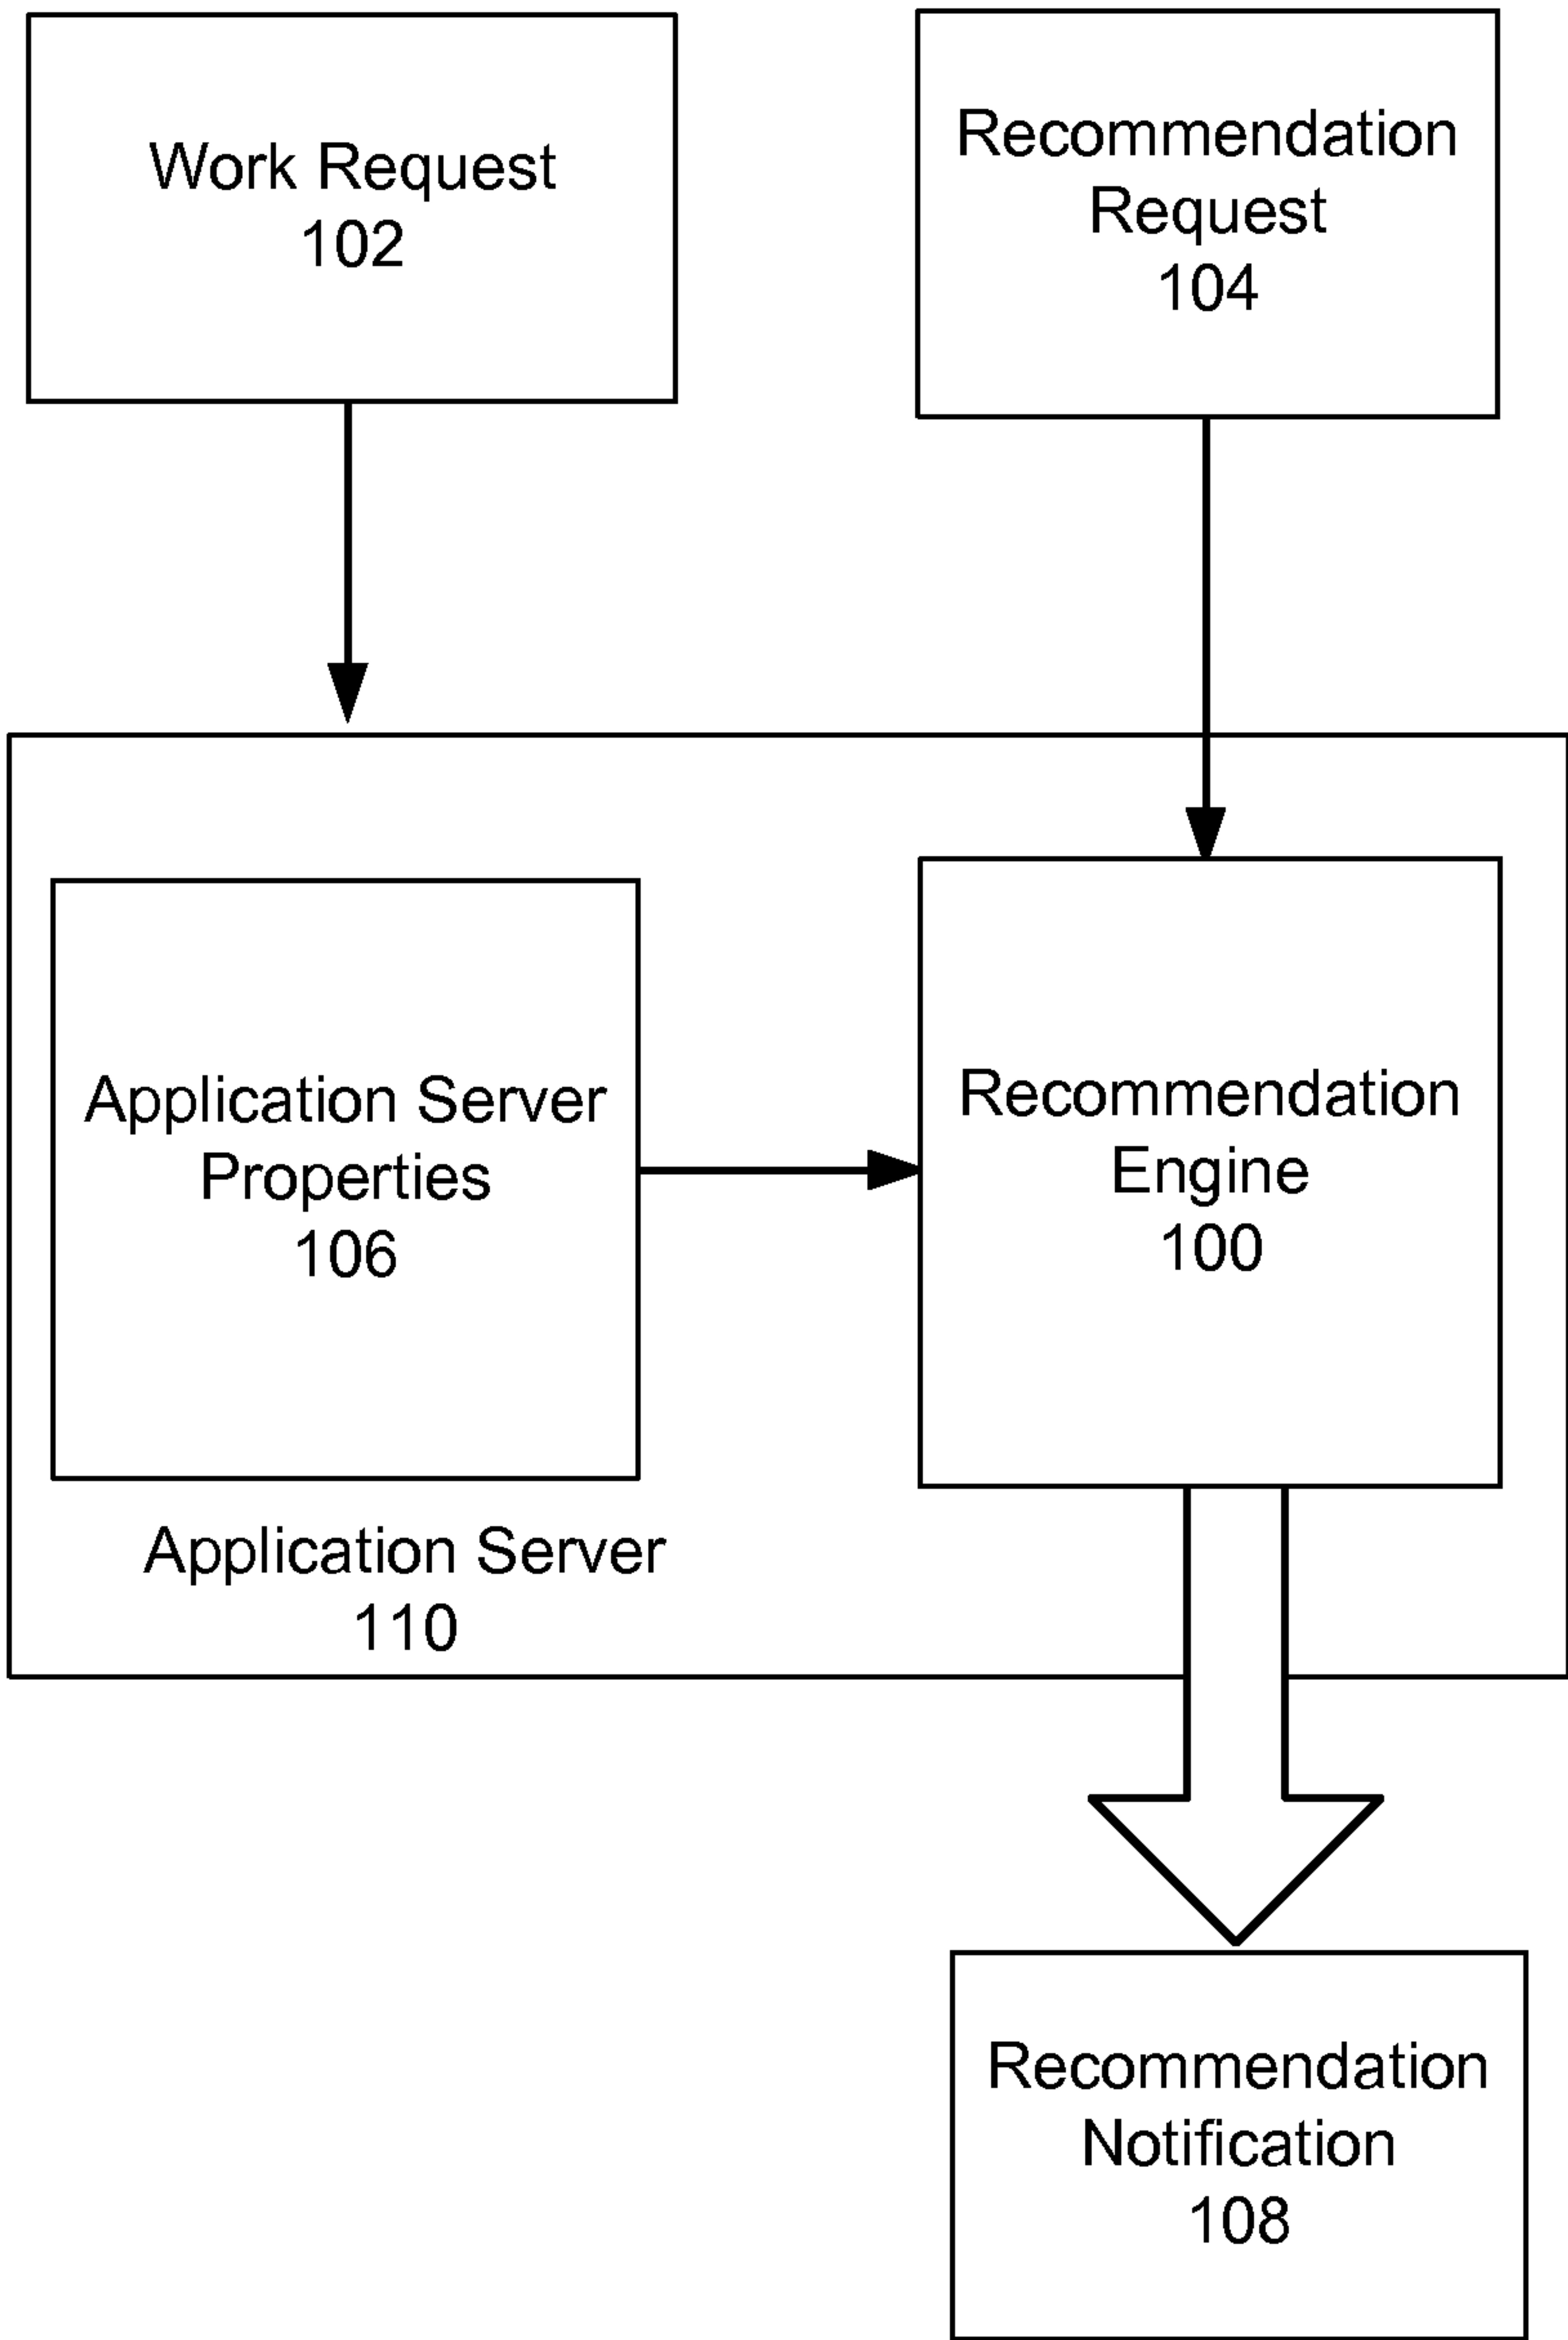 Work Request
102
Recommendation
Request
104
Application Server
Properties
106
Recommendation
Engine
100
Application Server
110
Recommendation
Notification
108